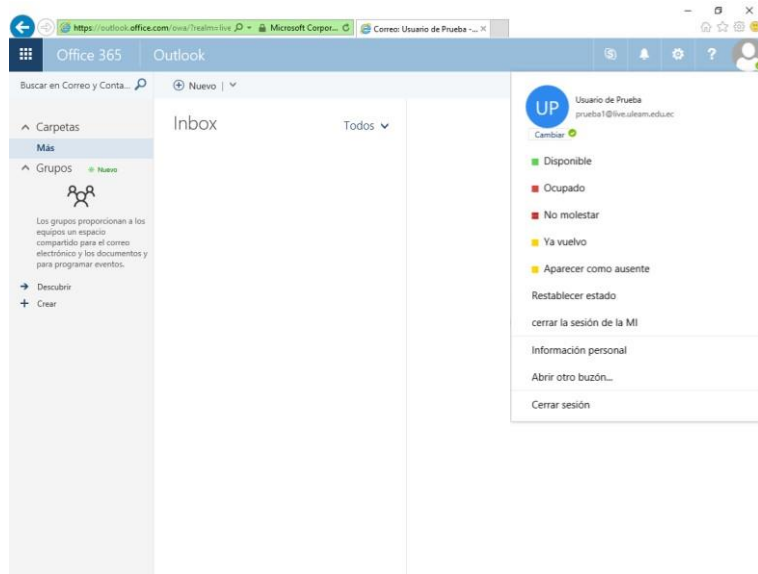 https://outlook.office.com/owa/?realm=live
Microsoft Corpor...
Correo: Usuario de Prueba -...
Office 365
Outlook
?
Buscar en Correo y Conta...
Nuevo
Carpetas
Más
Grupos
Nuevo
Los grupos proporcionan a los
equipos un espacio
compartido para el correo
electrónico y los documentos y
para programar eventos.
Descubrir
Crear
Inbox
Todos
UP
Usuario de Prueba
prueba1@live.uleam.edu.ec
Cambiar
Disponible
Ocupado
No molestar
Ya vuelvo
Aparecer como ausente
Restablecer estado
cerrar la sesión de la MI
Información personal
Abrir otro buzón...
Cerrar sesión